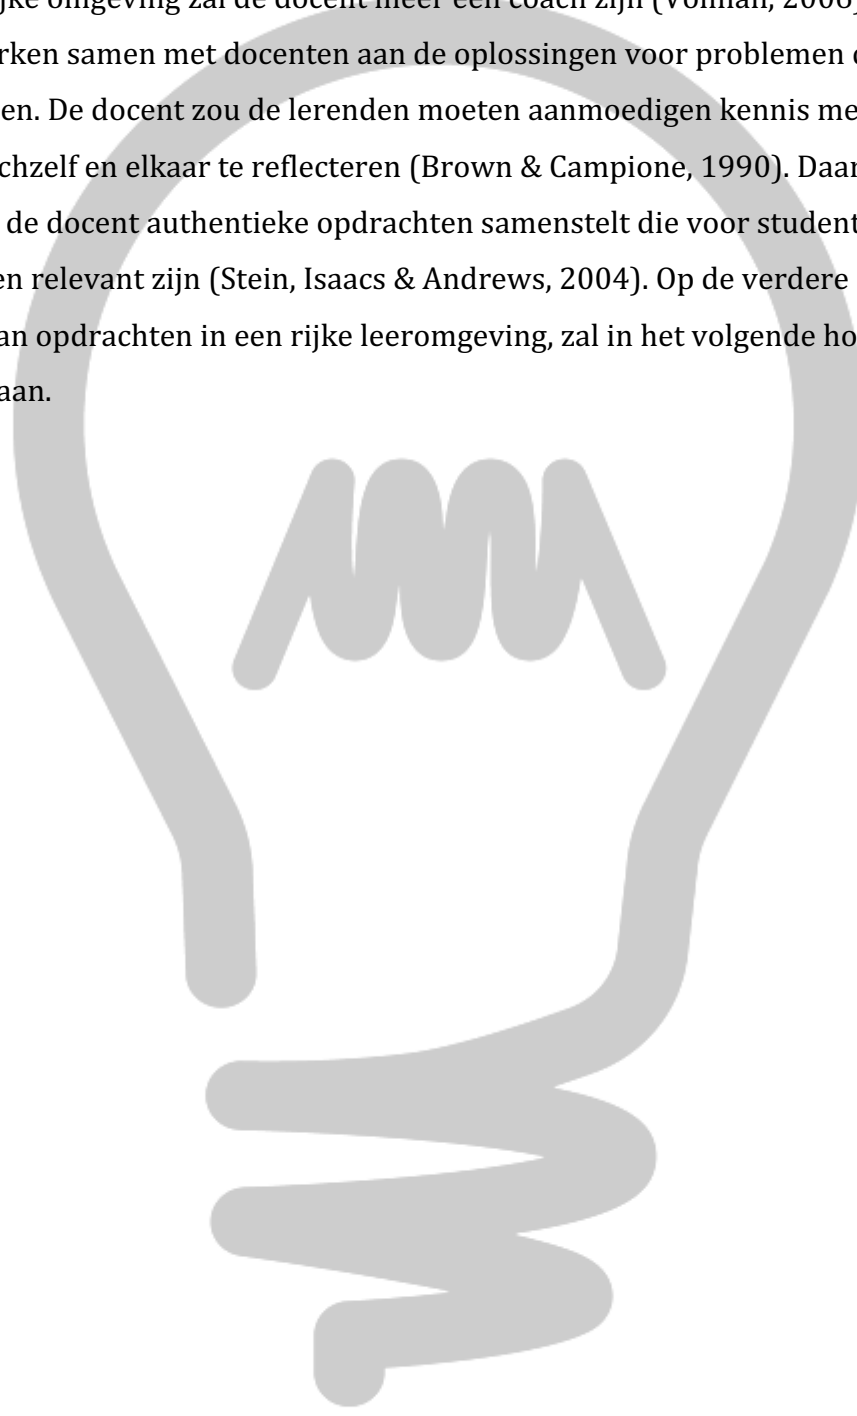 jke omgeving zal de docent meer een coach zijn (Volman, 2006)
rken samen met docenten aan de oplossingen voor problemen
en. De docent zou de lerenden moeten aanmoedigen kennis me
chzelf en elkaar te reflecteren (Brown & Campione, 1990). Daar
de docent authentieke opdrachten samenstelt die voor student
en relevant zijn (Stein, Isaacs & Andrews, 2004). Op de verdere
an opdrachten in een rijke leeromgeving, zal in het volgende ho
aan.